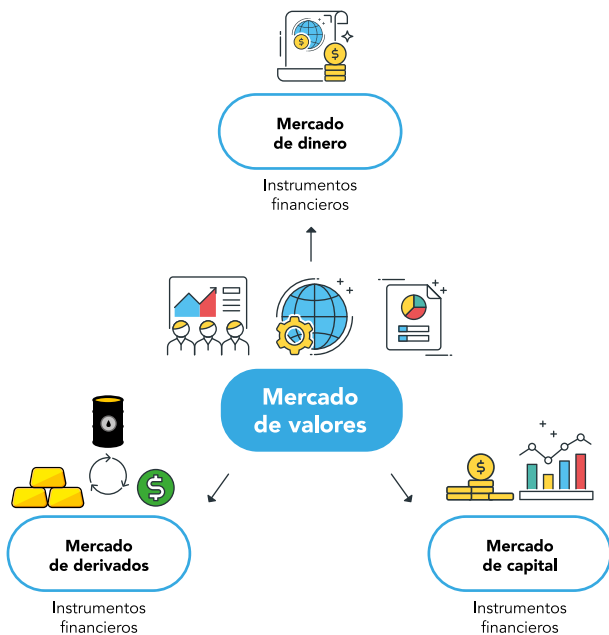 Mercado
de dinero
Instrumentos
financieros
Mercado
de valores
Mercado
de derivados
Instrumentos
financieros
Mercado
de capital
Instrumentos
financieros